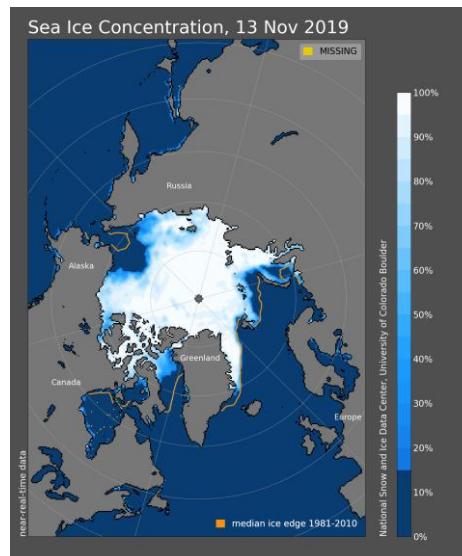 Sea Ice Concentration, 13 Nov 2019
MISSING
Russia
Alaska
Greenland
Canada
Europe
near-real-time data
median ice edge 1981-2010
100%
90%
80%
70%
60%
50%
40%
30%
20%
10%
0%
National Snow and Ice Data Center, University of Colorado Boulder